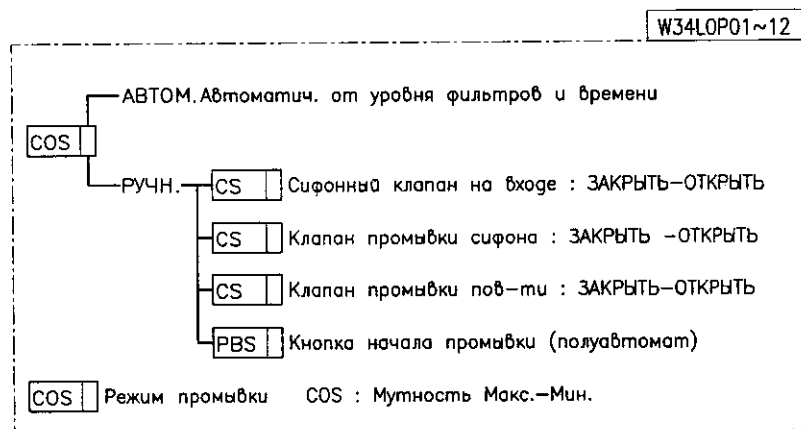 W34LOP01~12
АВТОМ. Автоматич. от уровня фильтров и времени
COS
РУЧН. CS Сифонный клапан на входе : ЗАКРЫТЬ-ОТКРЫТЬ
CS Клапан промывки сифона : ЗАКРЫТЬ -ОТКРЫТЬ
CS Клапан промывки пов-ти : ЗАКРЫТЬ-ОТКРЫТЬ
PBS Кнопка начала промывки (полуавтомат)
COS Режим промывки COS : Мутность Макс.-Мин.